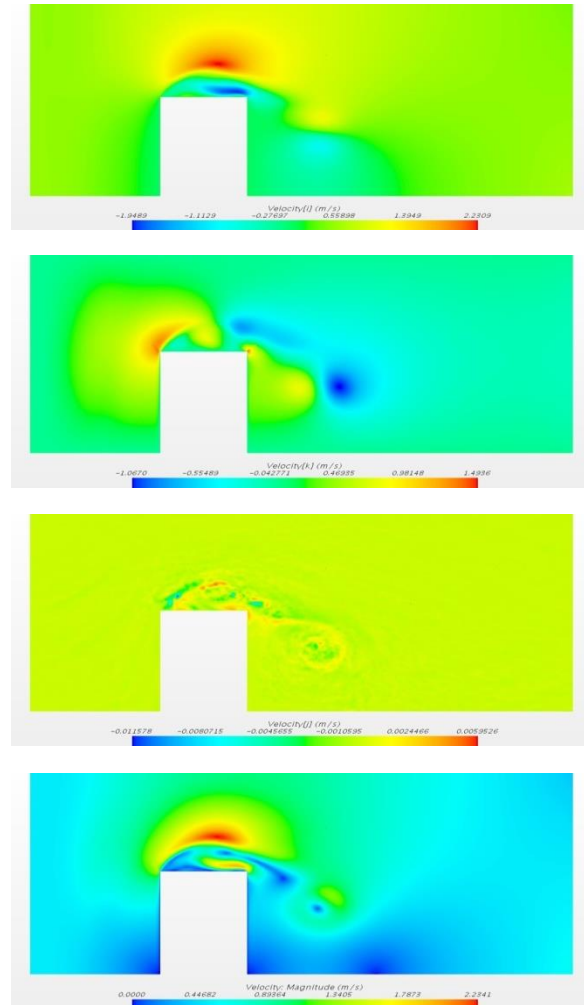 Velocity[i] (m/s)
-1.9489 -1.1129 -0.27697 0.55898 1.3949 2.2309
Velocity[k] (m/s)
-1.0670 -0.55489 -0.042771 0.46935 0.98148 1.4936
Velocity[j] (m/s)
-0.011578 -0.0080715 -0.0045655 -0.0010595 0.0024466 0.0059526
Velocity: Magnitude (m/s)
0.0000 0.44682 0.89364 1.3405 1.7873 2.2341